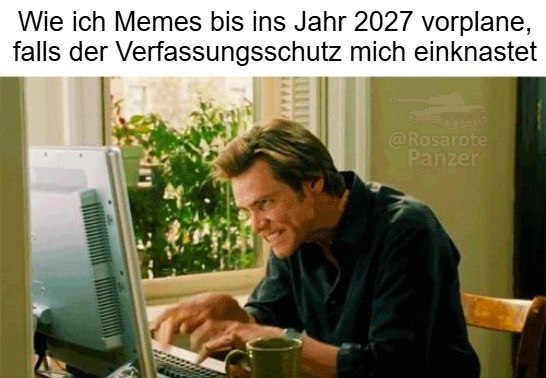 Wie ich Memes bis ins Jahr 2027 vorplane,
falls der Verfassungsschutz mich einknastet
@Rosarote
Panzer